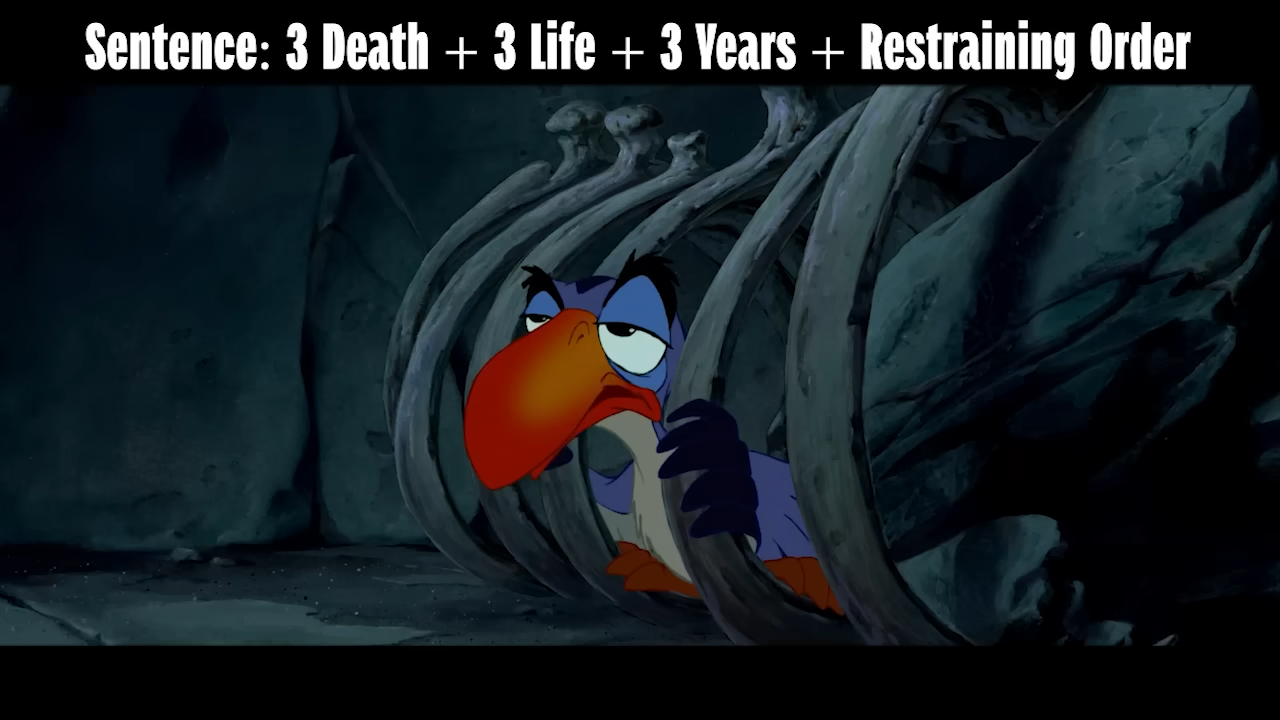 Sentence: 3 Death + 3 Life + 3 Years + Restraining Order